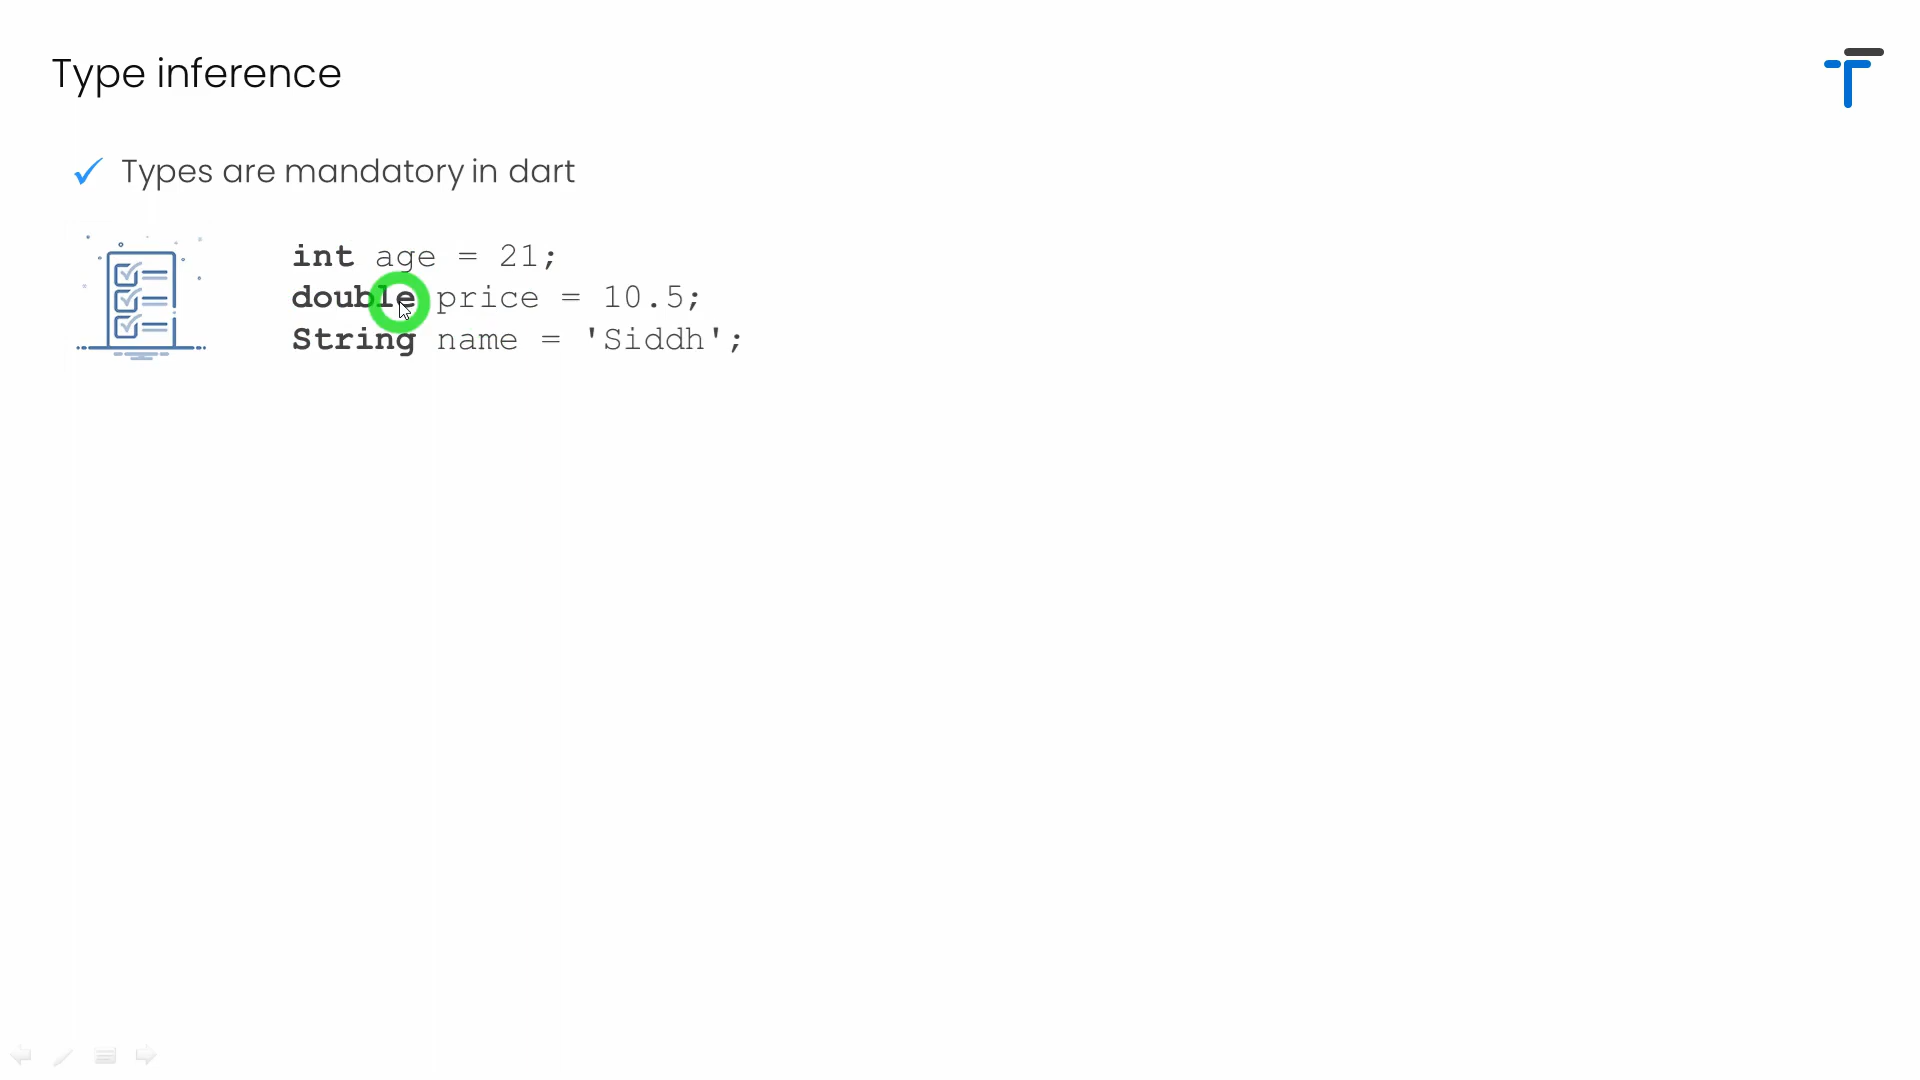 Type inference
Types are mandatory in dart
int age = 21;
double price = 10.5;
String name = 'Siddh';